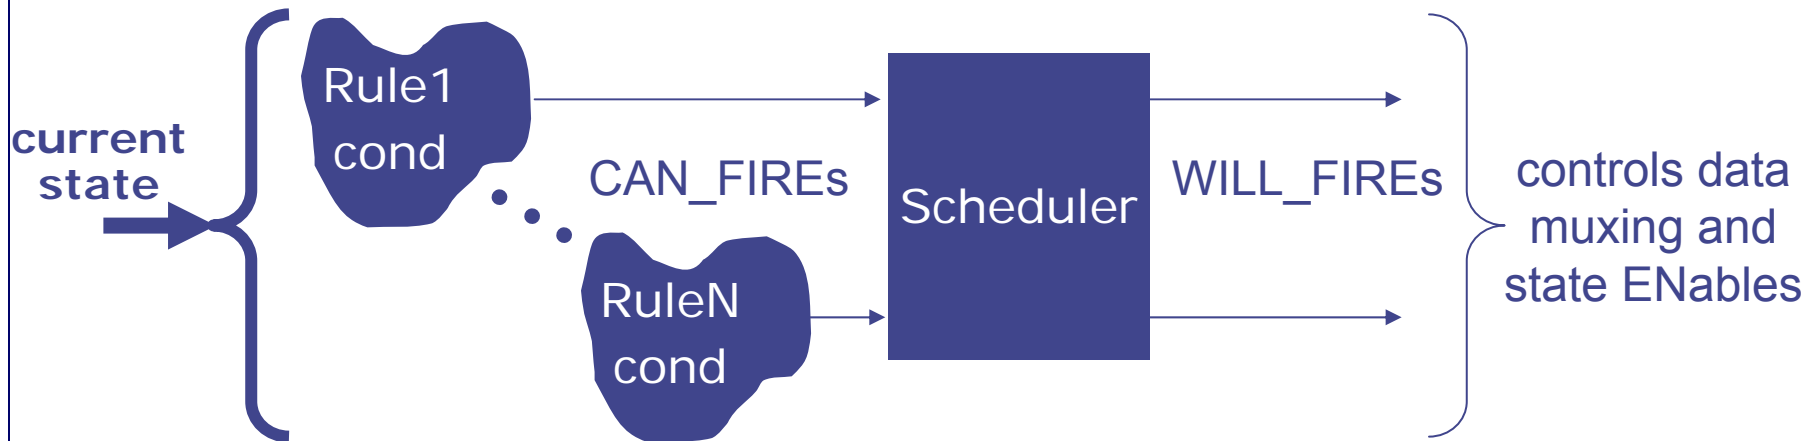 current
state
Rule1
cond
CAN_FIREs
RuleN
cond
Scheduler
WILL_FIREs
controls data
muxing and
state ENables